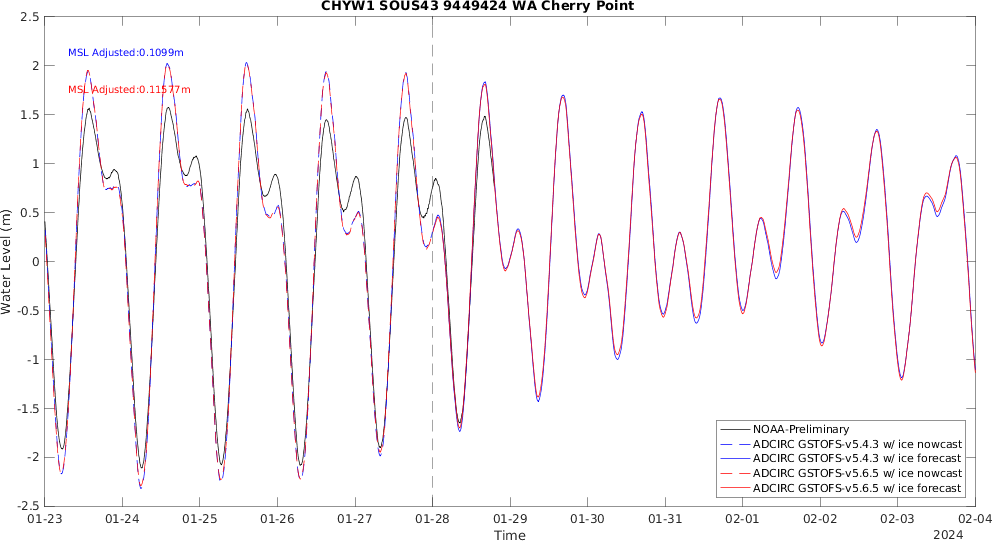 CHYW1 SOUS43 9449424 WA Cherry Point
MSL Adjusted:0.1099m
MSL Adjusted:0.11577m
Water Level (m)
2.5
2
1.5
1
0.5
0
-0.5
-1
-1.5
-2
-2.5
NOAA-Preliminary
ADCIRC GSTOFS-v5.4.3 w/ ice nowcast
ADCIRC GSTOFS-v5.4.3 w/ ice forecast
ADCIRC GSTOFS-v5.6.5 w/ ice nowcast
ADCIRC GSTOFS-v5.6.5 w/ ice forecast
01-23 01-24 01-25 01-26 01-27 01-28 01-29 01-30 01-31 02-01 02-02 02-03 02-04
Time
2024